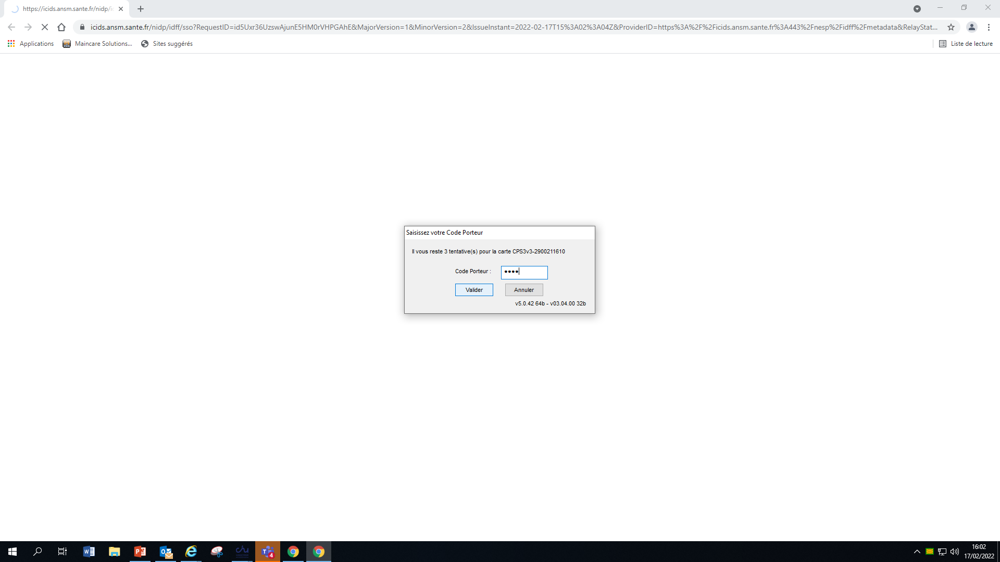 https://icids.ansm.sante.fr/nidp/i
icids.ansm.sante.fr/nidp/idff/sso?RequestID=id5Uxr36UzswAjunE5HM0rVHPGAhE&MajorVersion=1&MinorVersion=2&IssueInstant=2022-02-17T15%3A02%3A04Z&ProviderID=https%3A%2F%2Ficids.ansm.sante.fr%3A443%2Fnesp%2Fidff%2Fmetadata&RelayStat...
Applications
Maincare Solutions...
Sites suggérés
Liste de lecture
Saisissez votre Code Porteur
Il vous reste 3 tentative(s) pour la carte CPS3v3-2900211610
Code Porteur : ••••
Valider
Annuler
v5.0.42 64b - v03.04.00 32b
chu
4
16:02
17/02/2022